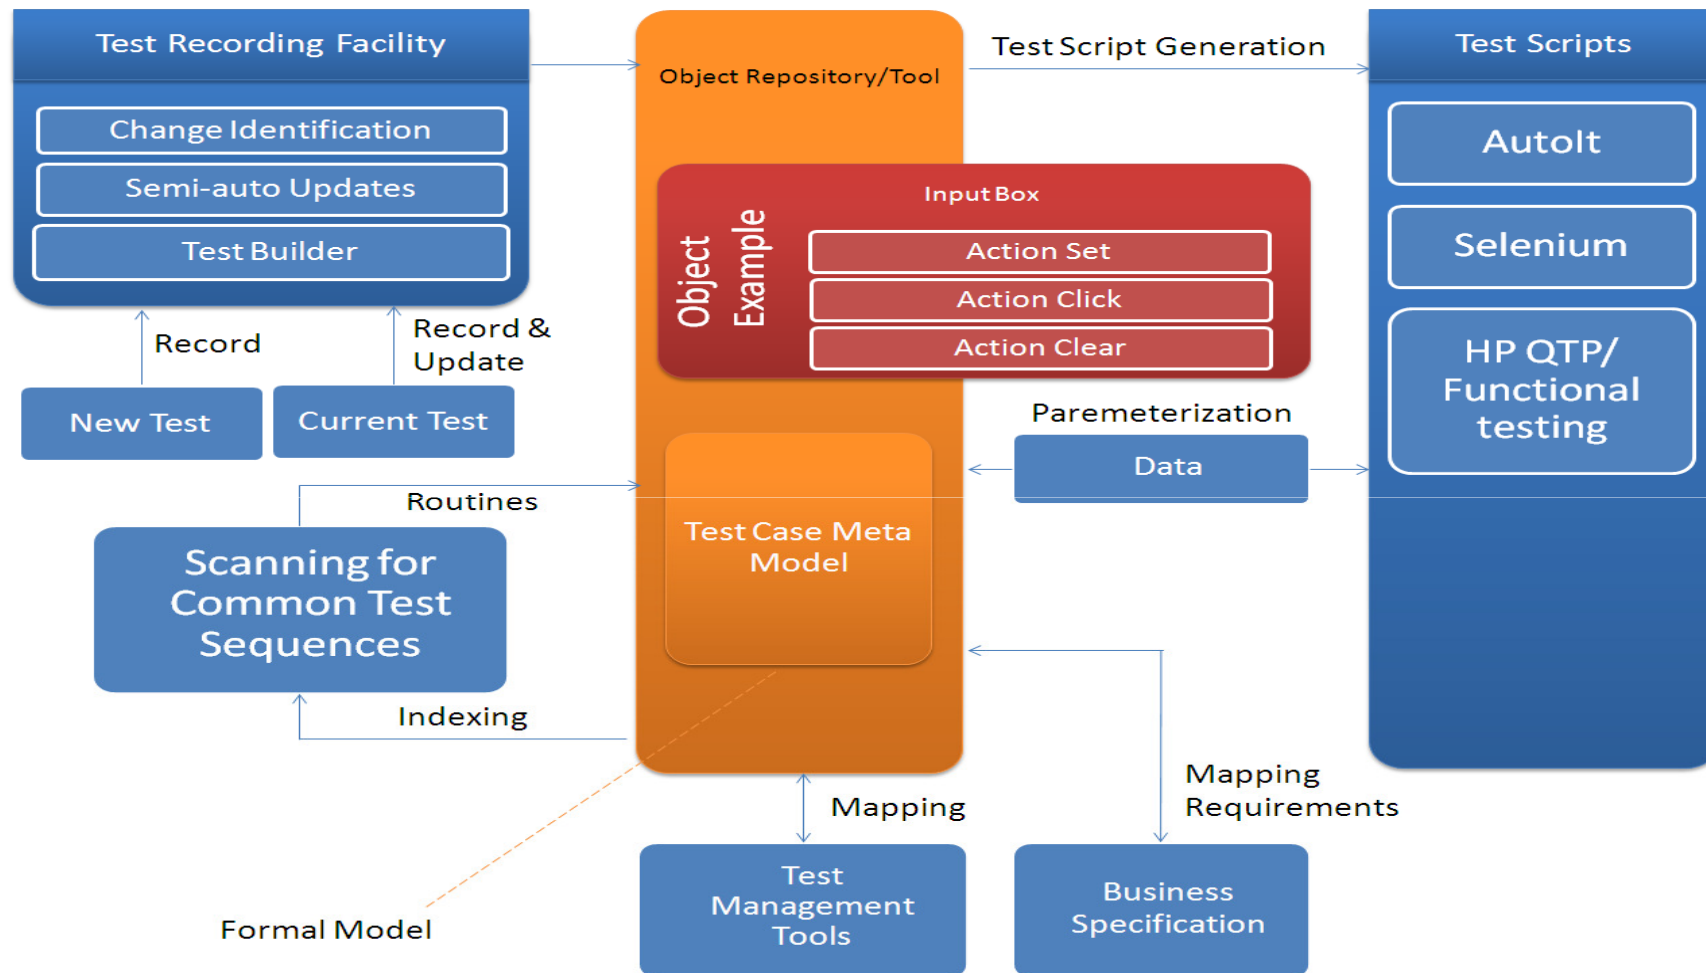 Test Recording Facility
Change Identification
Semi-auto Updates
Test Builder
Record
Record &
Update
New Test
Current Test
Routines
Scanning for
Common Test
Sequences
Indexing
Formal Model
Object Repository/Tool
Object
Example
Input Box
Action Set
Action Click
Action Clear
Test Case Meta
Model
Mapping
Test
Management
Tools
Test Script Generation
Paremeterization
Data
Mapping
Requirements
Business
Specification
Test Scripts
AutoIt
Selenium
HP QTP/
Functional
testing